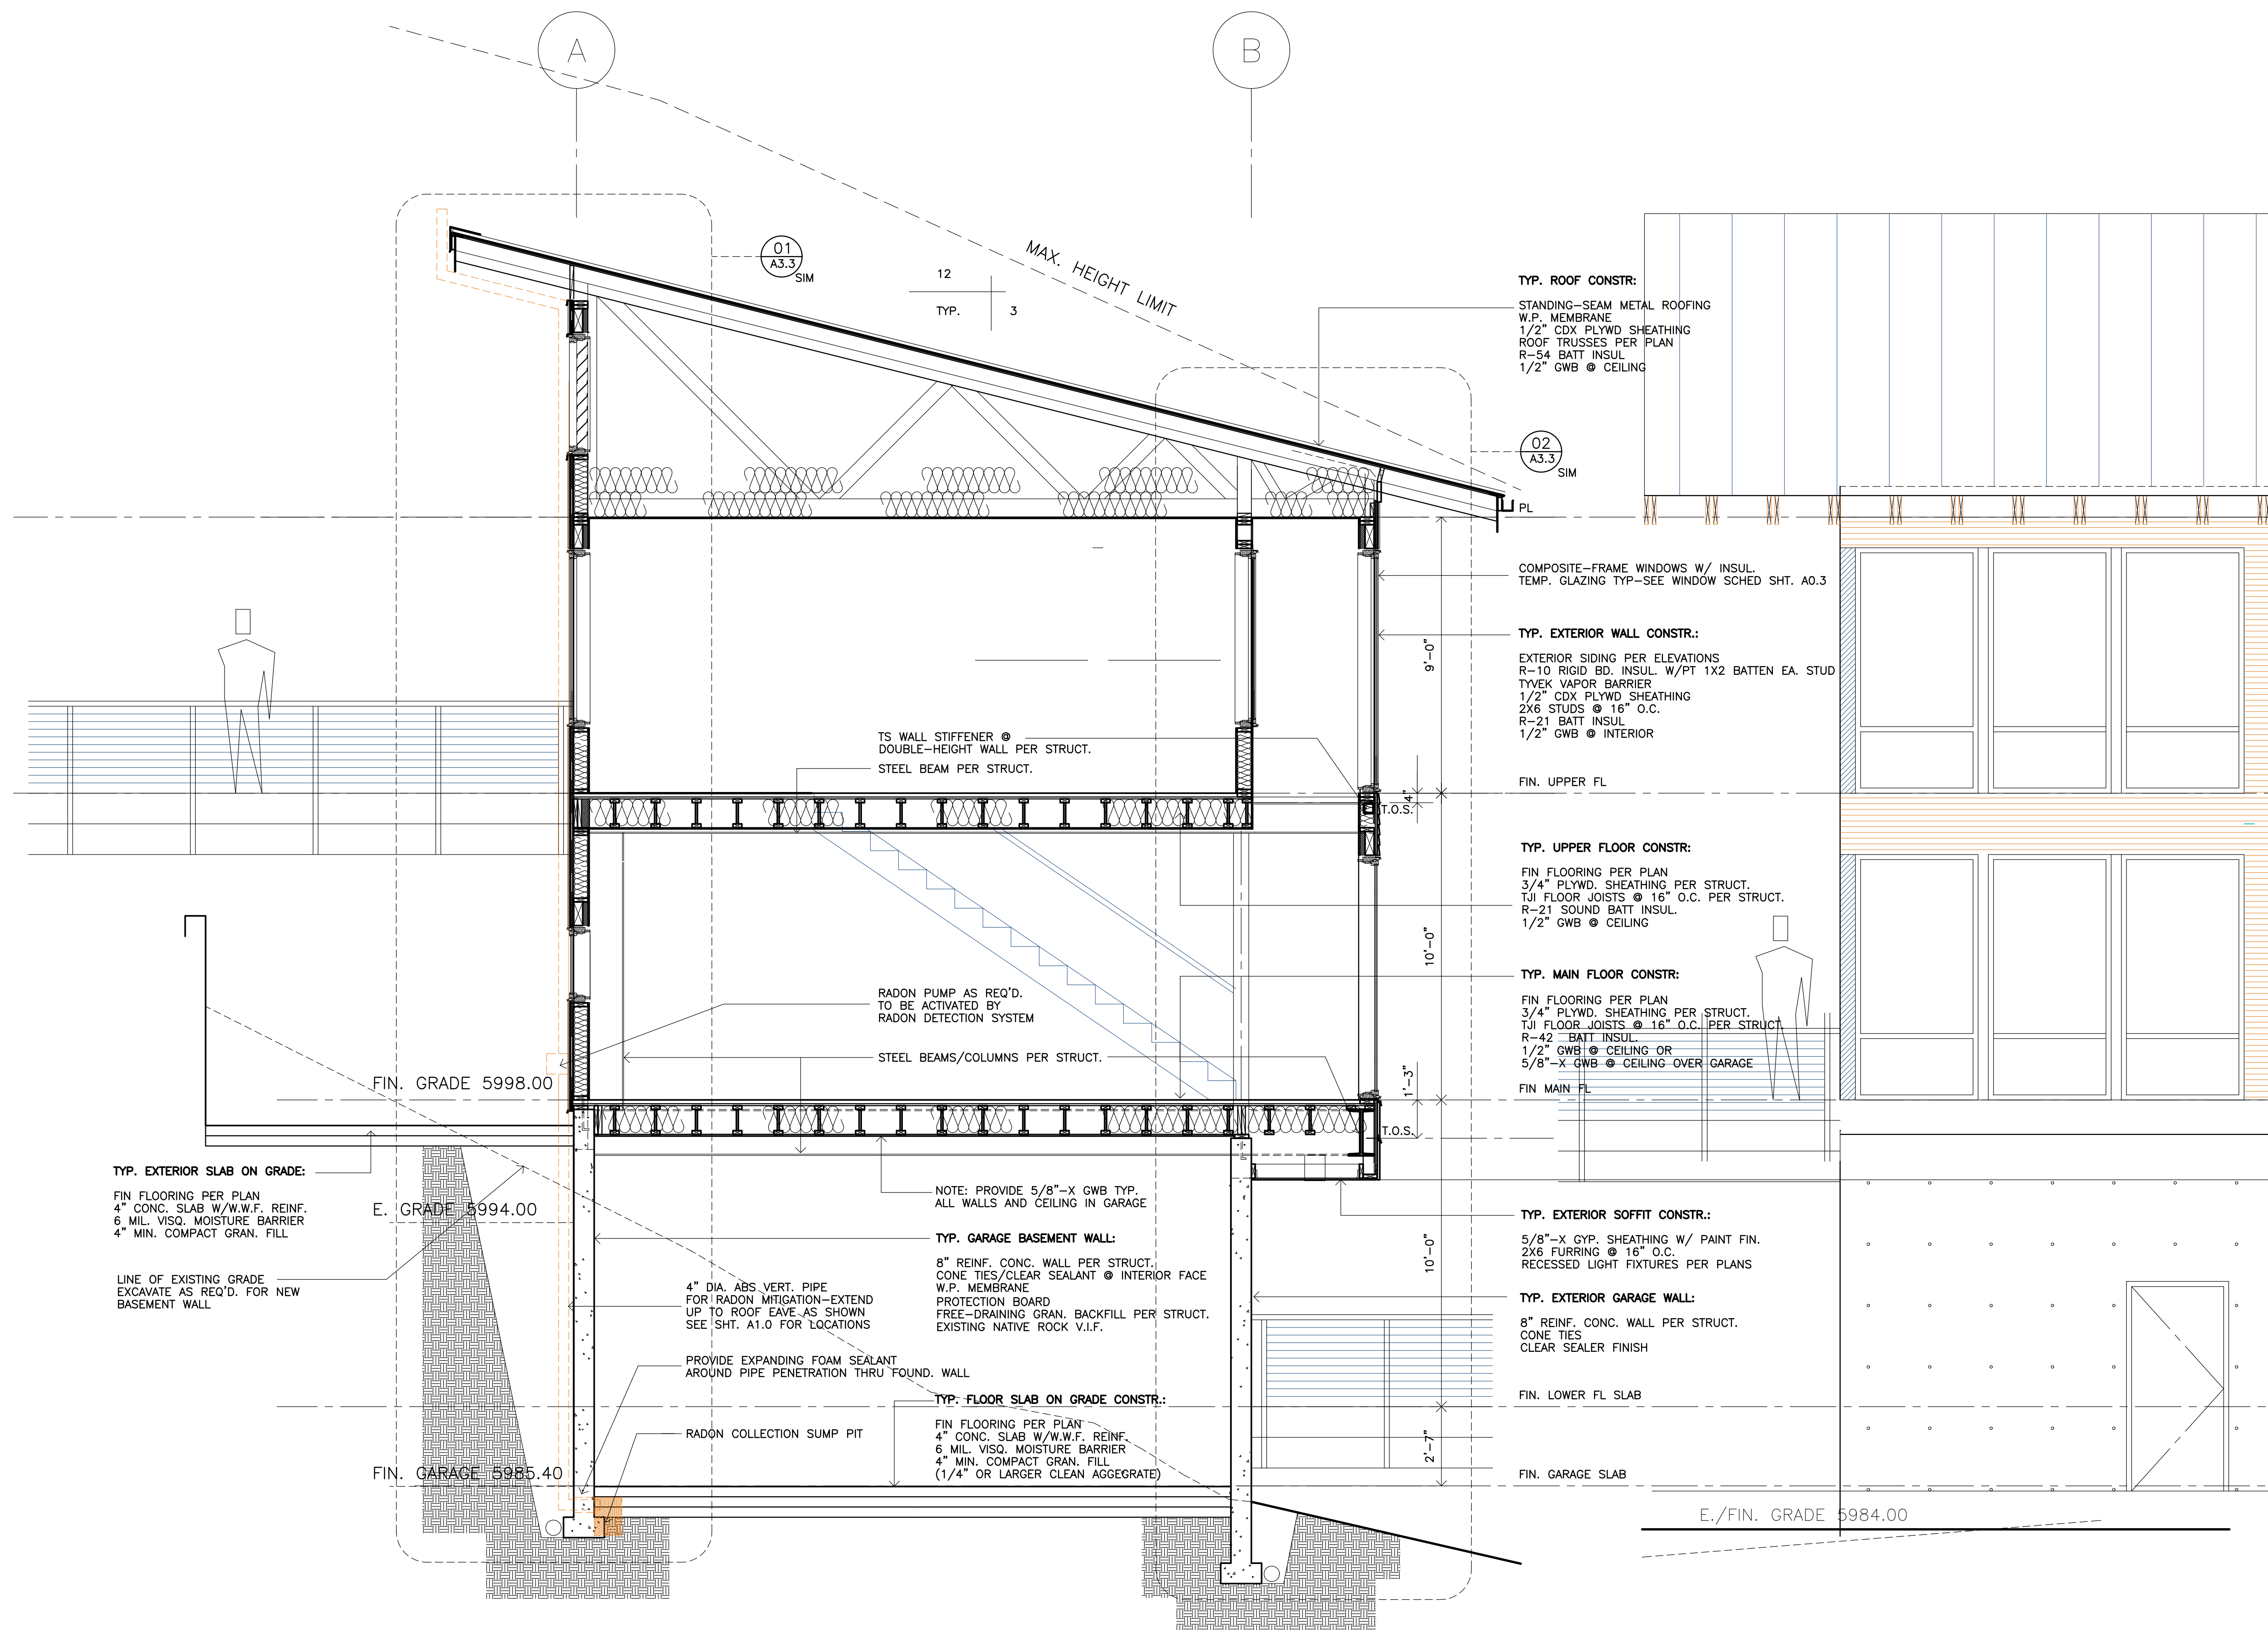 A
B
MAX. HEIGHT LIMIT
01
A3.3
SIM
12
TYP.
3
TYP. ROOF CONSTR:
STANDING-SEAM METAL ROOFING
W.P. MEMBRANE
1/2" CDX PLYWD SHEATHING
ROOF TRUSSES PER PLAN
R-54 BATT INSUL
1/2" GWB @ CEILING
02
A3.3
SIM
PL
COMPOSITE-FRAME WINDOWS W/ INSUL.
TEMP. GLAZING TYP-SEE WINDOW SCHED SHT. A0.3
TYP. EXTERIOR WALL CONSTR.:
EXTERIOR SIDING PER ELEVATIONS
R-10 RIGID BD. INSUL. W/PT 1X2 BATTEN EA. STUD
TYVEK VAPOR BARRIER
1/2" CDX PLYWD SHEATHING
2X6 STUDS @ 16" O.C.
R-21 BATT INSUL
1/2" GWB @ INTERIOR
9'-0"
TS WALL STIFFENER @
DOUBLE-HEIGHT WALL PER STRUCT.
STEEL BEAM PER STRUCT.
FIN. UPPER FL
4"
T.O.S.
TYP. UPPER FLOOR CONSTR:
FIN FLOORING PER PLAN
3/4" PLYWD. SHEATHING PER STRUCT.
TJI FLOOR JOISTS @ 16" O.C. PER STRUCT.
R-21 SOUND BATT INSUL.
1/2" GWB @ CEILING
10'-0"
TYP. MAIN FLOOR CONSTR:
FIN FLOORING PER PLAN
3/4" PLYWD. SHEATHING PER STRUCT.
TJI FLOOR JOISTS @ 16" O.C. PER STRUCT.
R-42 BATT INSUL.
1/2" GWB @ CEILING OR
5/8"-X GWB @ CEILING OVER GARAGE
FIN MAIN FL
RADON PUMP AS REQ'D.
TO BE ACTIVATED BY
RADON DETECTION SYSTEM
STEEL BEAMS/COLUMNS PER STRUCT.
1'-3"
T.O.S.
FIN. GRADE 5998.00
TYP. EXTERIOR SLAB ON GRADE:
FIN FLOORING PER PLAN
4" CONC. SLAB W/W.W.F. REINF.
6 MIL. VISQ. MOISTURE BARRIER
4" MIN. COMPACT GRAN. FILL
E. GRADE 5994.00
LINE OF EXISTING GRADE
EXCAVATE AS REQ'D. FOR NEW
BASEMENT WALL
NOTE: PROVIDE 5/8"-X GWB TYP.
ALL WALLS AND CEILING IN GARAGE
TYP. GARAGE BASEMENT WALL:
8" REINF. CONC. WALL PER STRUCT.
CONE TIES/CLEAR SEALANT @ INTERIOR FACE
W.P. MEMBRANE
PROTECTION BOARD
FREE-DRAINING GRAN. BACKFILL PER STRUCT.
EXISTING NATIVE ROCK V.I.F.
4" DIA. ABS VERT. PIPE
FOR RADON MITIGATION-EXTEND
UP TO ROOF EAVE AS SHOWN
SEE SHT. A1.0 FOR LOCATIONS
PROVIDE EXPANDING FOAM SEALANT
AROUND PIPE PENETRATION THRU FOUND. WALL
TYP. FLOOR SLAB ON GRADE CONSTR.:
FIN FLOORING PER PLAN
4" CONC. SLAB W/W.W.F. REINF.
6 MIL. VISQ. MOISTURE BARRIER
4" MIN. COMPACT GRAN. FILL
(1/4" OR LARGER CLEAN AGGEGRATE)
RADON COLLECTION SUMP PIT
FIN. GARAGE 5985.40
TYP. EXTERIOR SOFFIT CONSTR.:
5/8"-X GYP. SHEATHING W/ PAINT FIN.
2X6 FURRING @ 16" O.C.
RECESSED LIGHT FIXTURES PER PLANS
10'-0"
TYP. EXTERIOR GARAGE WALL:
8" REINF. CONC. WALL PER STRUCT.
CONE TIES
CLEAR SEALER FINISH
FIN. LOWER FL SLAB
2'-7"
FIN. GARAGE SLAB
E./FIN. GRADE 5984.00